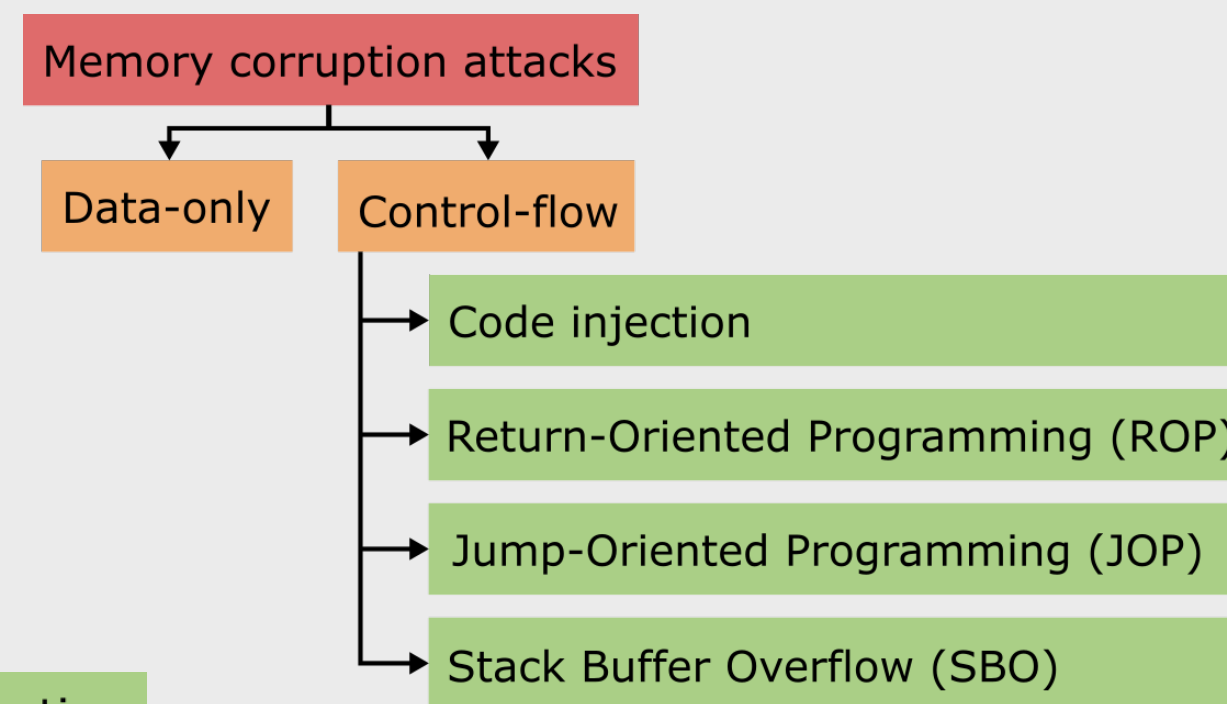 Memory corruption attacks
Data-only
Control-flow
Code injection
Return-Oriented Programming (ROP)
Jump-Oriented Programming (JOP)
Stack Buffer Overflow (SBO)